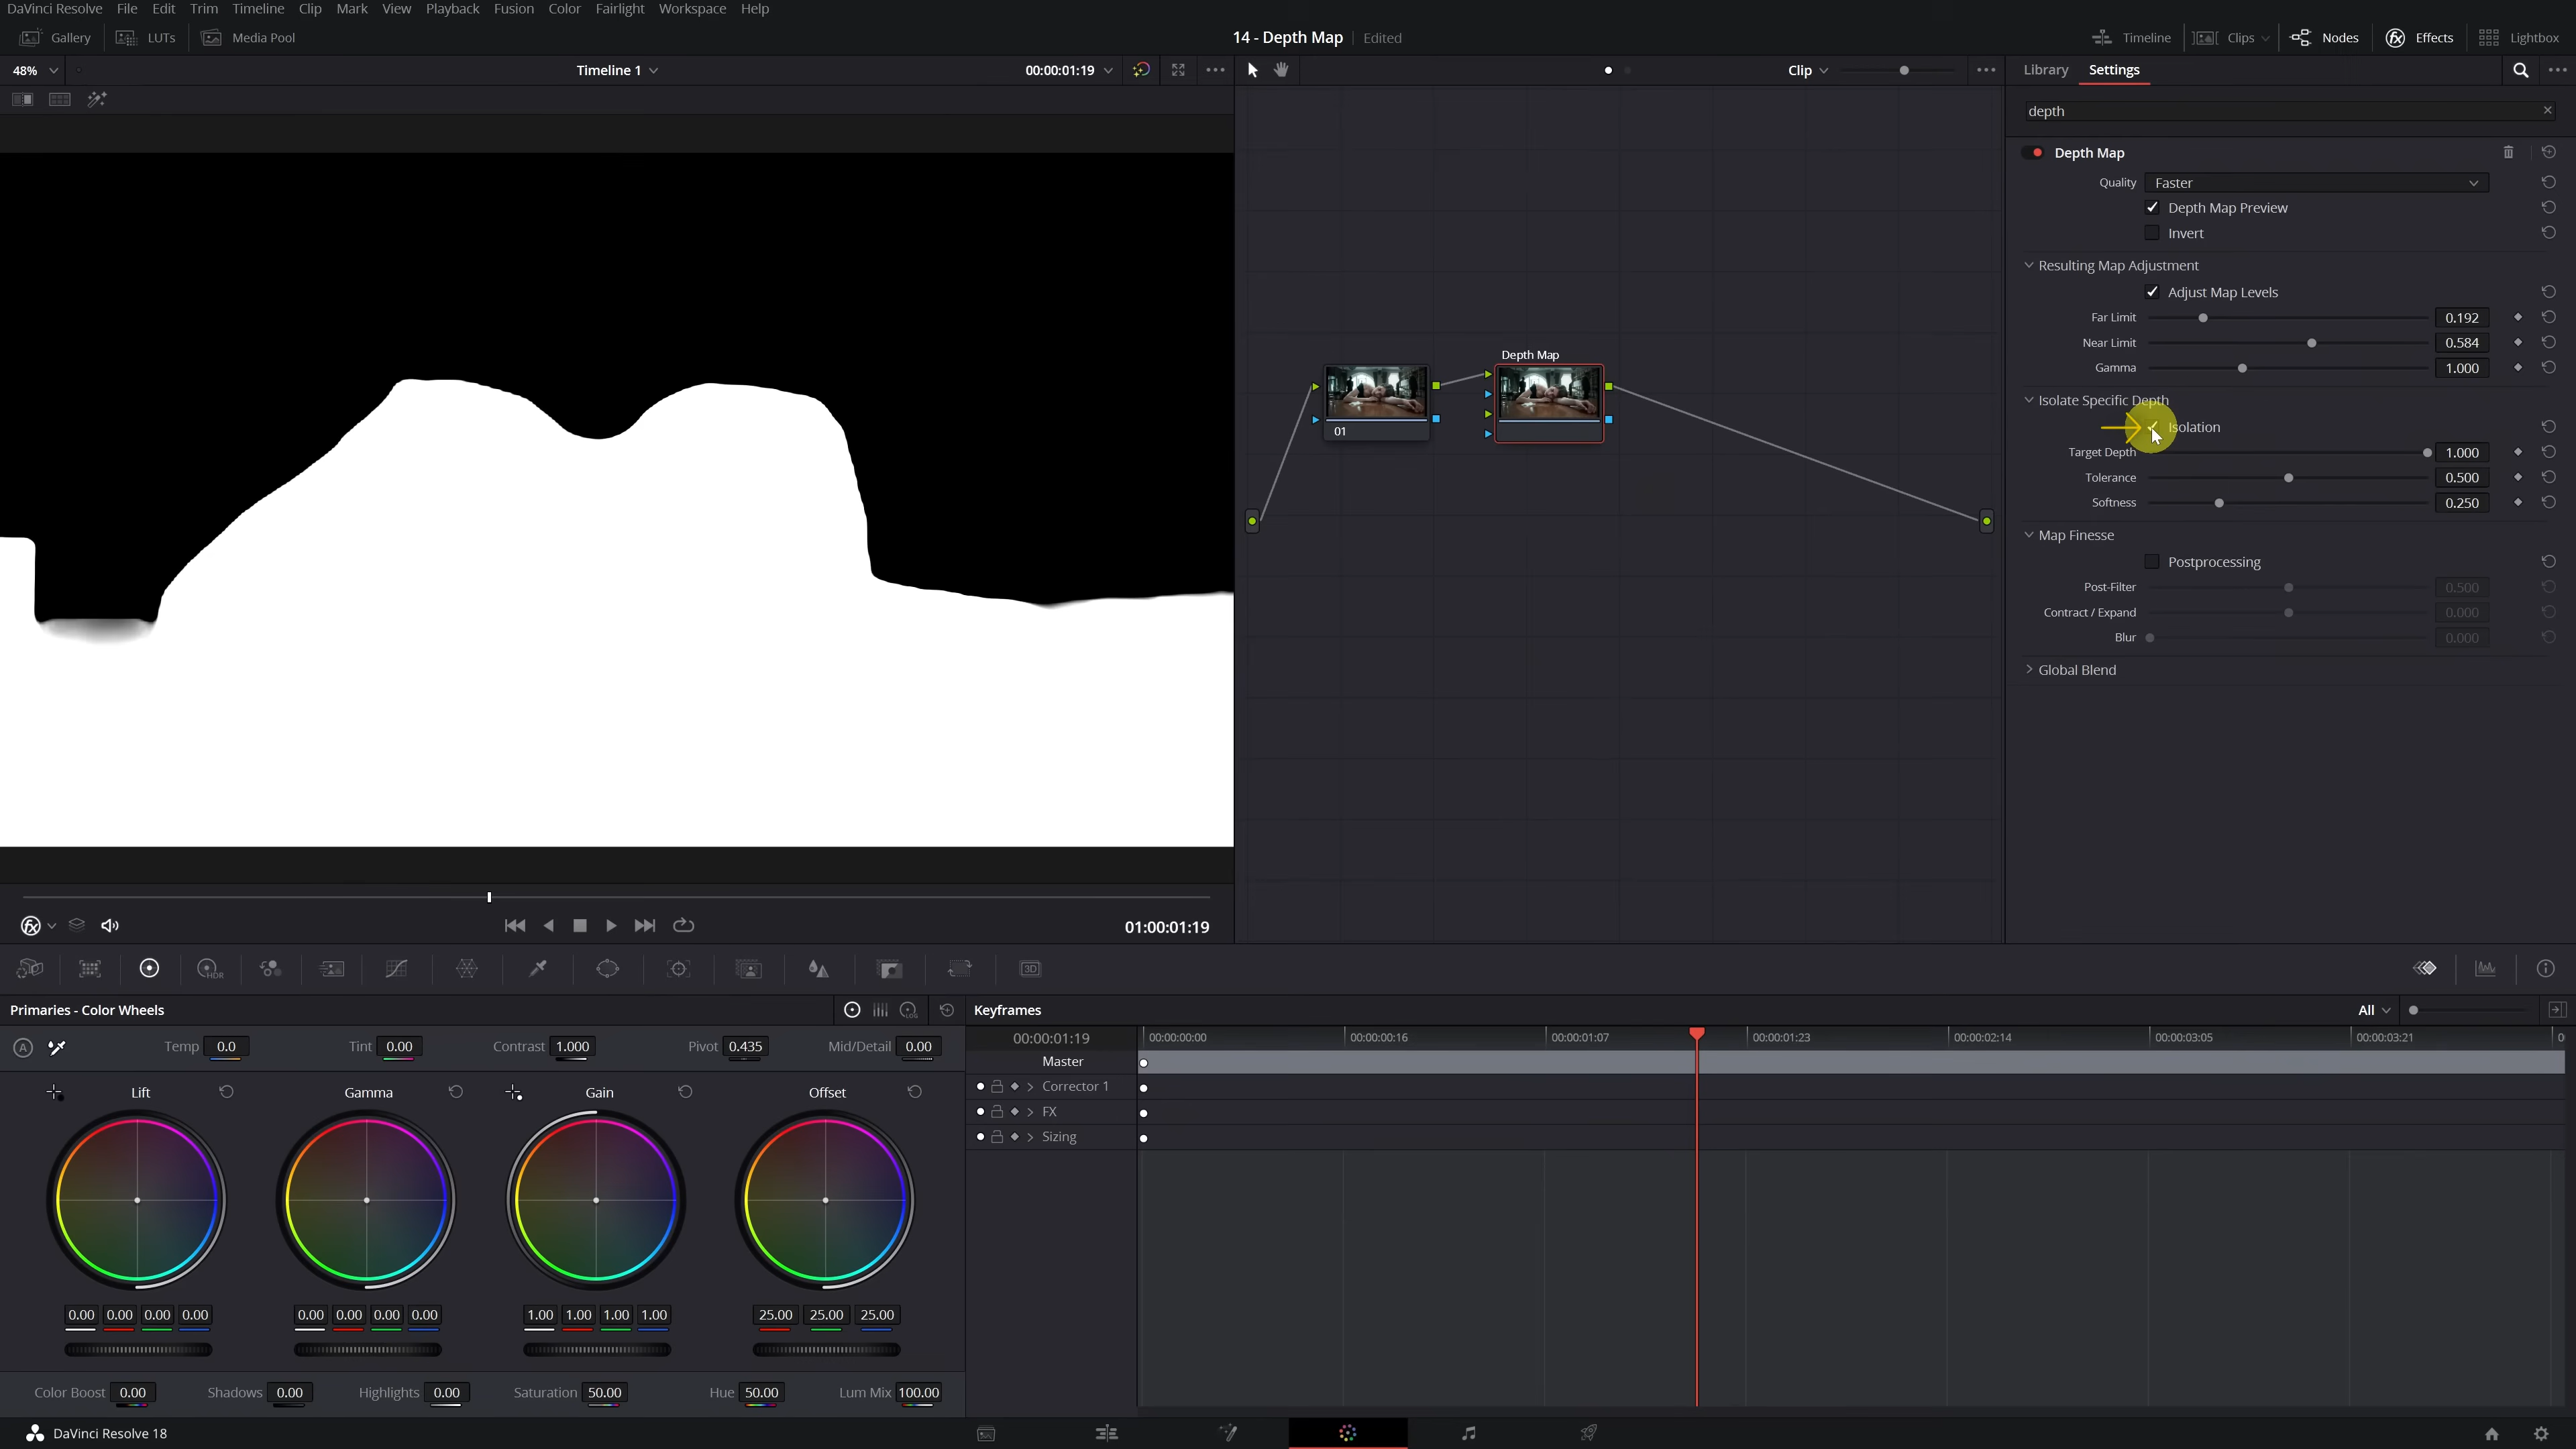 DaVinci Resolve File Edit Trim Timeline Clip Mark View Playback Fusion Color Fairlight Workspace Help
Gallery LUTs Media Pool 14 - Depth Map Edited Timeline Clips Nodes Effects Lightbox
48% Timeline 1 00:00:01:19 Clip Library Settings
depth
Depth Map
Quality Faster
Depth Map Preview
Invert
Resulting Map Adjustment
Adjust Map Levels
Far Limit 0.192
Near Limit 0.584
Gamma 1.000
Isolate Specific Depth
Isolation
Target Depth 1.000
Tolerance 0.500
Softness 0.250
Map Finesse
Postprocessing
Post-Filter 0.500
Contract / Expand 0.000
Blur 0.000
Global Blend
Depth Map
01
01:00:01:19
HDR
3D
Primaries - Color Wheels
LOG
A Temp 0.0 Tint 0.00 Contrast 1.000 Pivot 0.435 Mid/Detail 0.00
Lift Gamma Gain Offset
0.00 0.00 0.00 0.00 0.00 0.00 0.00 0.00 1.00 1.00 1.00 1.00 25.00 25.00 25.00
Color Boost 0.00 Shadows 0.00 Highlights 0.00 Saturation 50.00 Hue 50.00 Lum Mix 100.00
Keyframes All
00:00:01:19 00:00:00:00 00:00:00:16 00:00:01:07 00:00:01:23 00:00:02:14 00:00:03:05 00:00:03:21
Master
Corrector 1
FX
Sizing
DaVinci Resolve 18